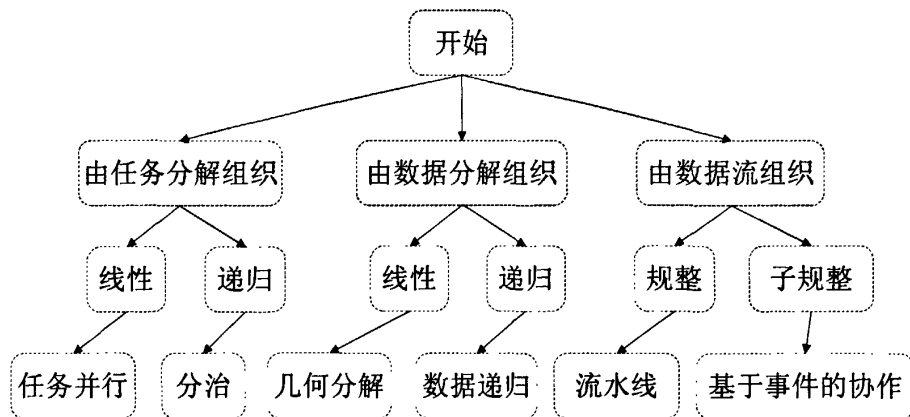 开始
由任务分解组织
由数据分解组织
由数据流组织
线性
递归
线性
递归
规整
子规整
任务并行
分治
几何分解
数据递归
流水线
基于事件的协作